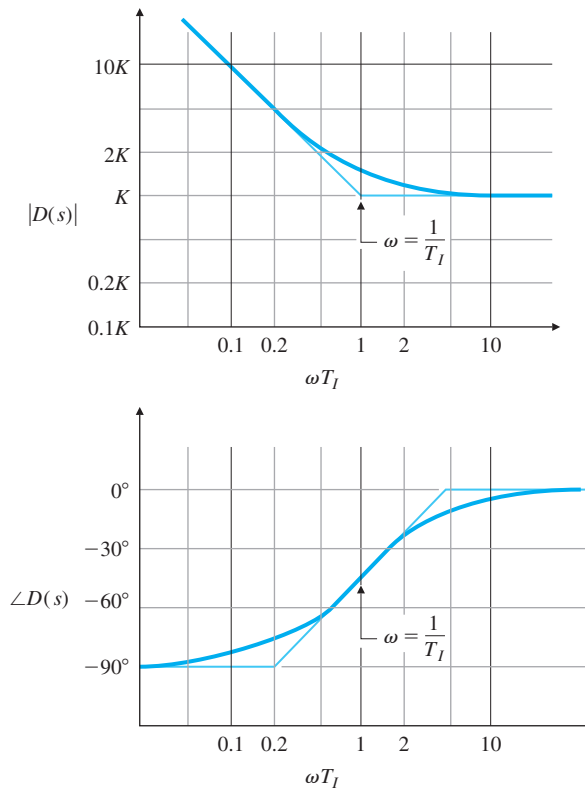 10K
2K
K
|D(s)|
ω = 1/T_I
0.2K
0.1K
0.1 0.2 1 2 10
ωT_I
0°
−30°
∠D(s)
−60°
ω = 1/T_I
−90°
0.1 0.2 1 2 10
ωT_I